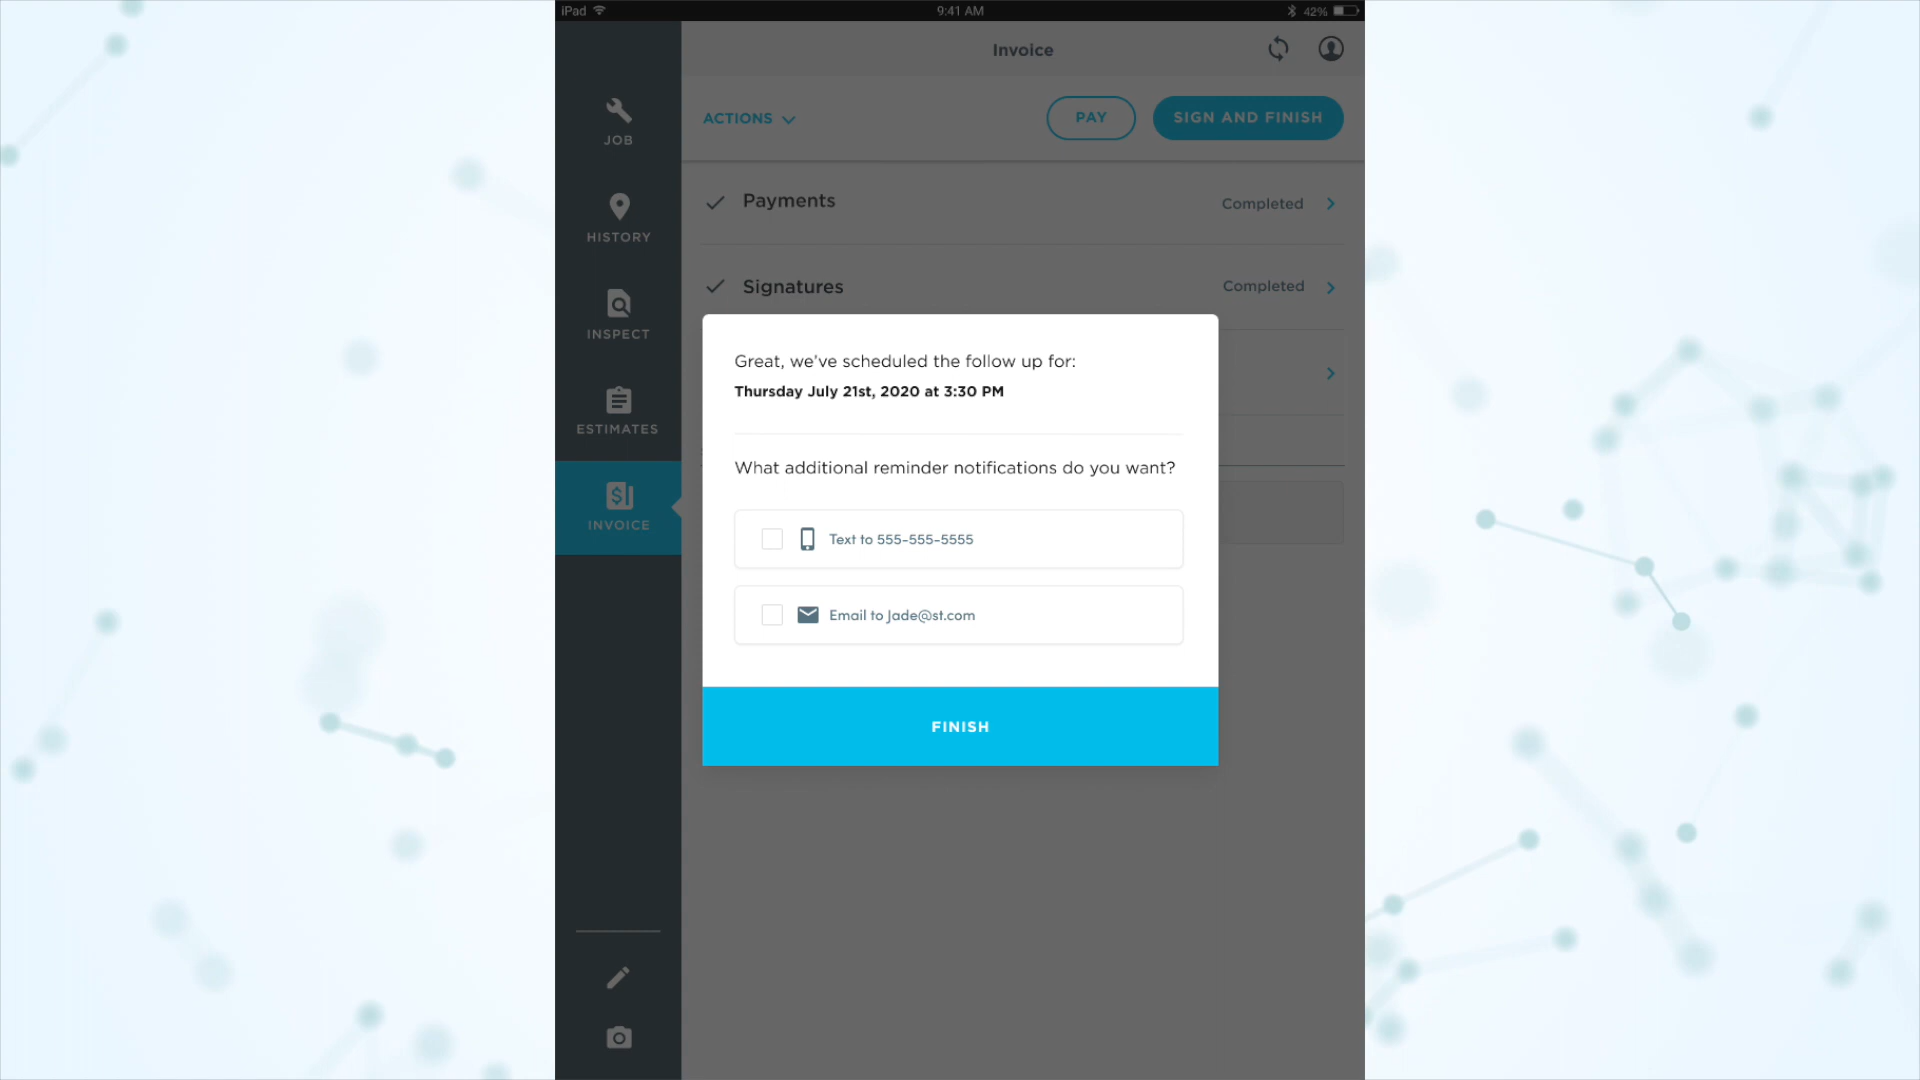 iPad 9:41 AM 42%
Invoice
ACTIONS PAY SIGN AND FINISH
JOB
Payments Completed
HISTORY
Signatures Completed
INSPECT
Great, we've scheduled the follow up for:
Thursday July 21st, 2020 at 3:30 PM
ESTIMATES
What additional reminder notifications do you want?
INVOICE
Text to 555-555-5555
Email to Jade@st.com
FINISH